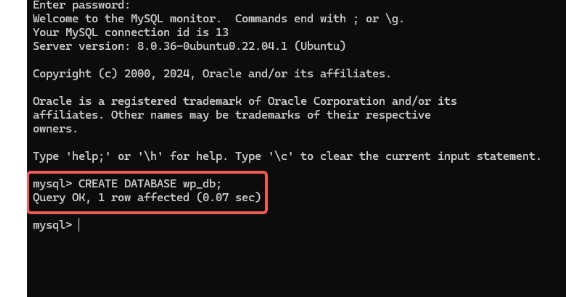 Enter password:
Welcome to the MySQL monitor.  Commands end with ; or \g.
Your MySQL connection id is 13
Server version: 8.0.36-0ubuntu0.22.04.1 (Ubuntu)
Copyright (c) 2000, 2024, Oracle and/or its affiliates.
Oracle is a registered trademark of Oracle Corporation and/or its
affiliates. Other names may be trademarks of their respective
owners.
Type 'help;' or '\h' for help. Type '\c' to clear the current input statement.
mysql> CREATE DATABASE wp_db;
Query OK, 1 row affected (0.07 sec)
mysql>